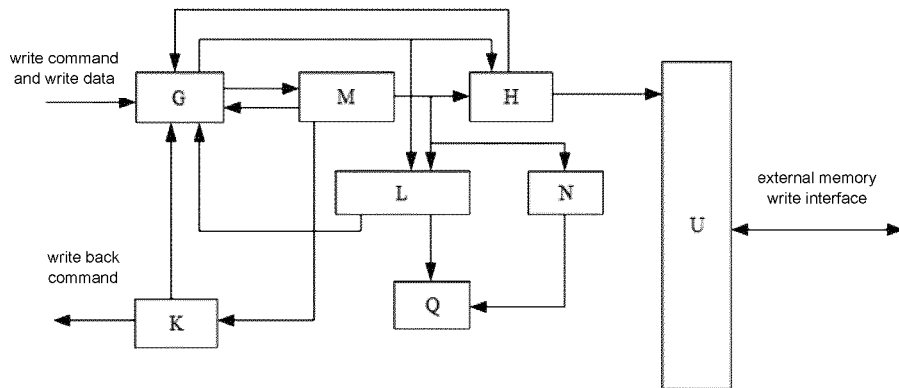 write command
and write data
G
M
H
L
N
external memory
write interface
U
write back
command
Q
K